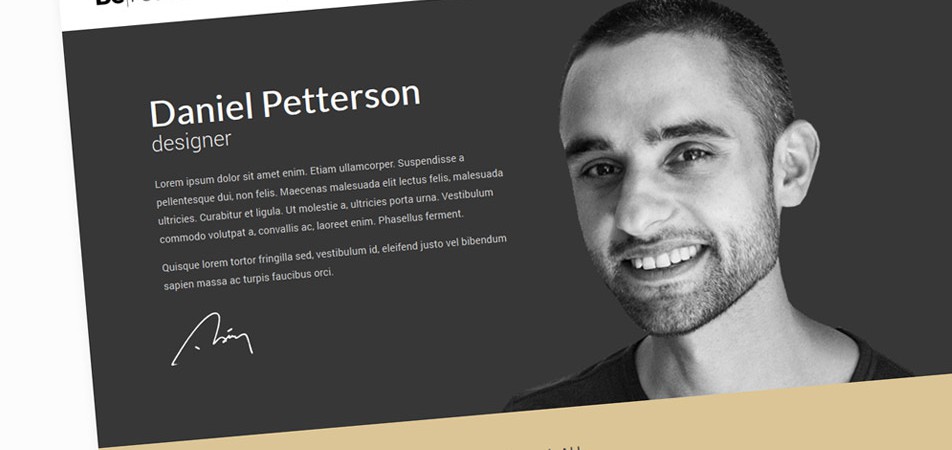 Daniel Petterson
designer
Lorem ipsum dolor sit amet enim. Etiam ullamcorper. Suspendisse a
pellentesque dui, non felis. Maecenas malesuada elit lectus felis, malesuada
ultricies. Curabitur et ligula. Ut molestie a, ultricies porta urna. Vestibulum
commodo volutpat a, convallis ac, laoreet enim. Phasellus ferment.
Quisque lorem tortor fringilla sed, vestibulum id, eleifend justo vel bibendum
sapien massa ac turpis faucibus orci.